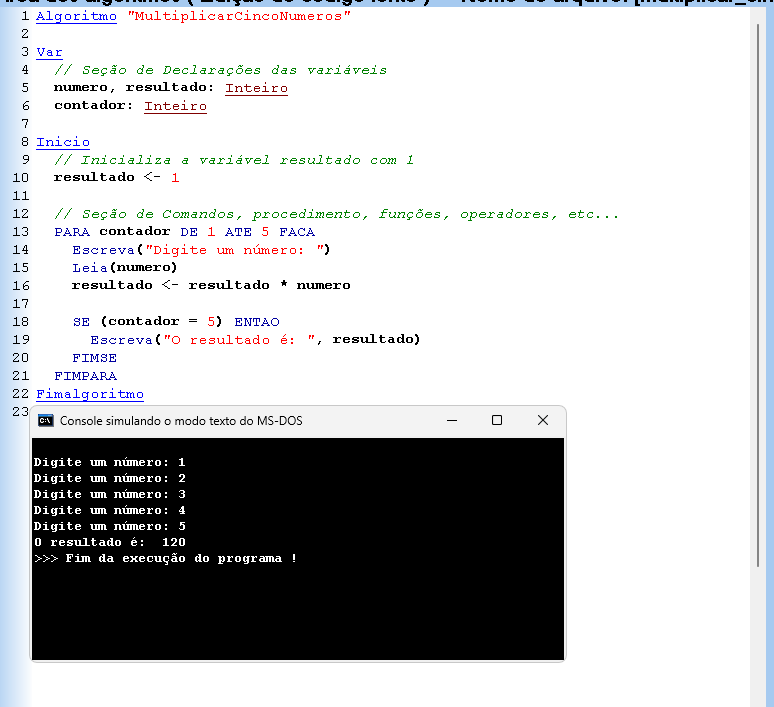 1 Algoritmo "MultiplicarCincoNumeros"
2
3 Var
4 // Seção de Declarações das variáveis
5 numero, resultado: Inteiro
6 contador: Inteiro
7
8 Inicio
9 // Inicializa a variável resultado com 1
10 resultado <- 1
11
12 // Seção de Comandos, procedimento, funções, operadores, etc...
13 PARA contador DE 1 ATE 5 FACA
14 Escreva("Digite um número: ")
15 Leia(numero)
16 resultado <- resultado * numero
17
18 SE (contador = 5) ENTAO
19 Escreva("O resultado é: ", resultado)
20 FIMSE
21 FIMPARA
22 Fimalgoritmo
23
Console simulando o modo texto do MS-DOS
Digite um número: 1
Digite um número: 2
Digite um número: 3
Digite um número: 4
Digite um número: 5
O resultado é:  120
>>> Fim da execução do programa !